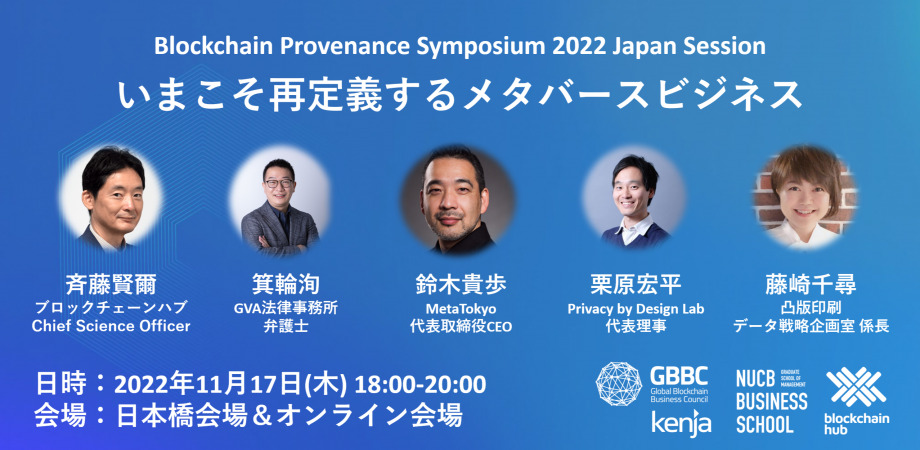 Blockchain Provenance Symposium 2022 Japan Session
いまこそ再定義するメタバースビジネス
斉藤賢爾
ブロックチェーンハブ
Chief Science Officer
箕輪洵
GVA法律事務所
弁護士
鈴木貴歩
MetaTokyo
代表取締役CEO
栗原宏平
Privacy by Design Lab
代表理事
藤崎千尋
凸版印刷
データ戦略企画室 係長
日時：2022年11月17日(木) 18:00-20:00
会場：日本橋会場＆オンライン会場
GBBC
Global Blockchain
Business Council
kenja
NUCB
GRADUATE
SCHOOL OF
MANAGEMENT
BUSINESS
SCHOOL
blockchain
hub